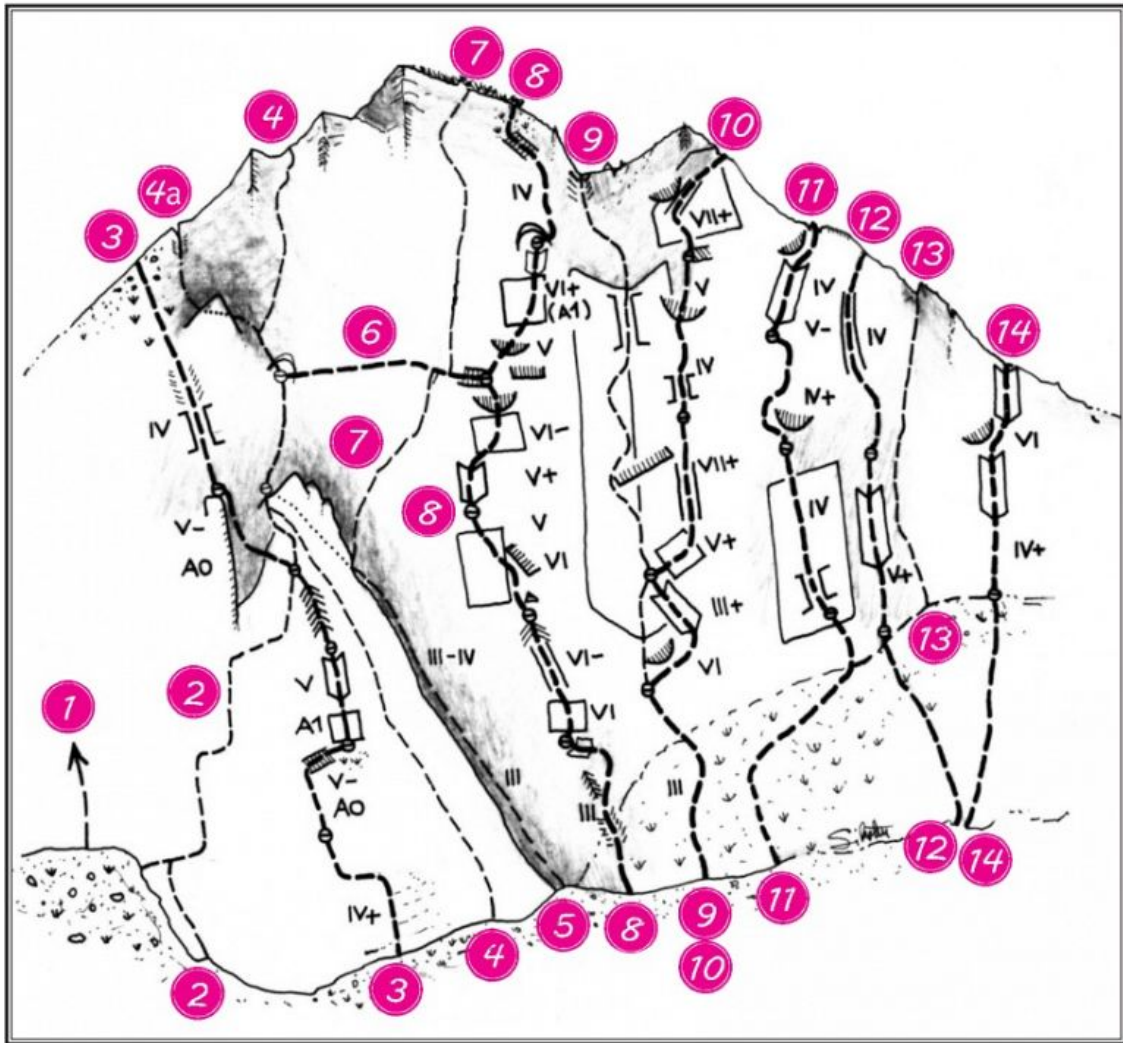 7
8
4
9
10
4a
11
3
12
IV
13
VII+
VI+
(A1)
V
IV
V-
IV
14
6
V
IV
IV+
VI
IV
VI-
7
V+
VII+
8
V-
V
IV
A0
VI
V+
V+
IV+
III+
13
III-IV
VI-
VI
2
V
1
A1
VI
V-
A0
III
III
III
IV+
12
14
11
5
8
9
4
10
2
3